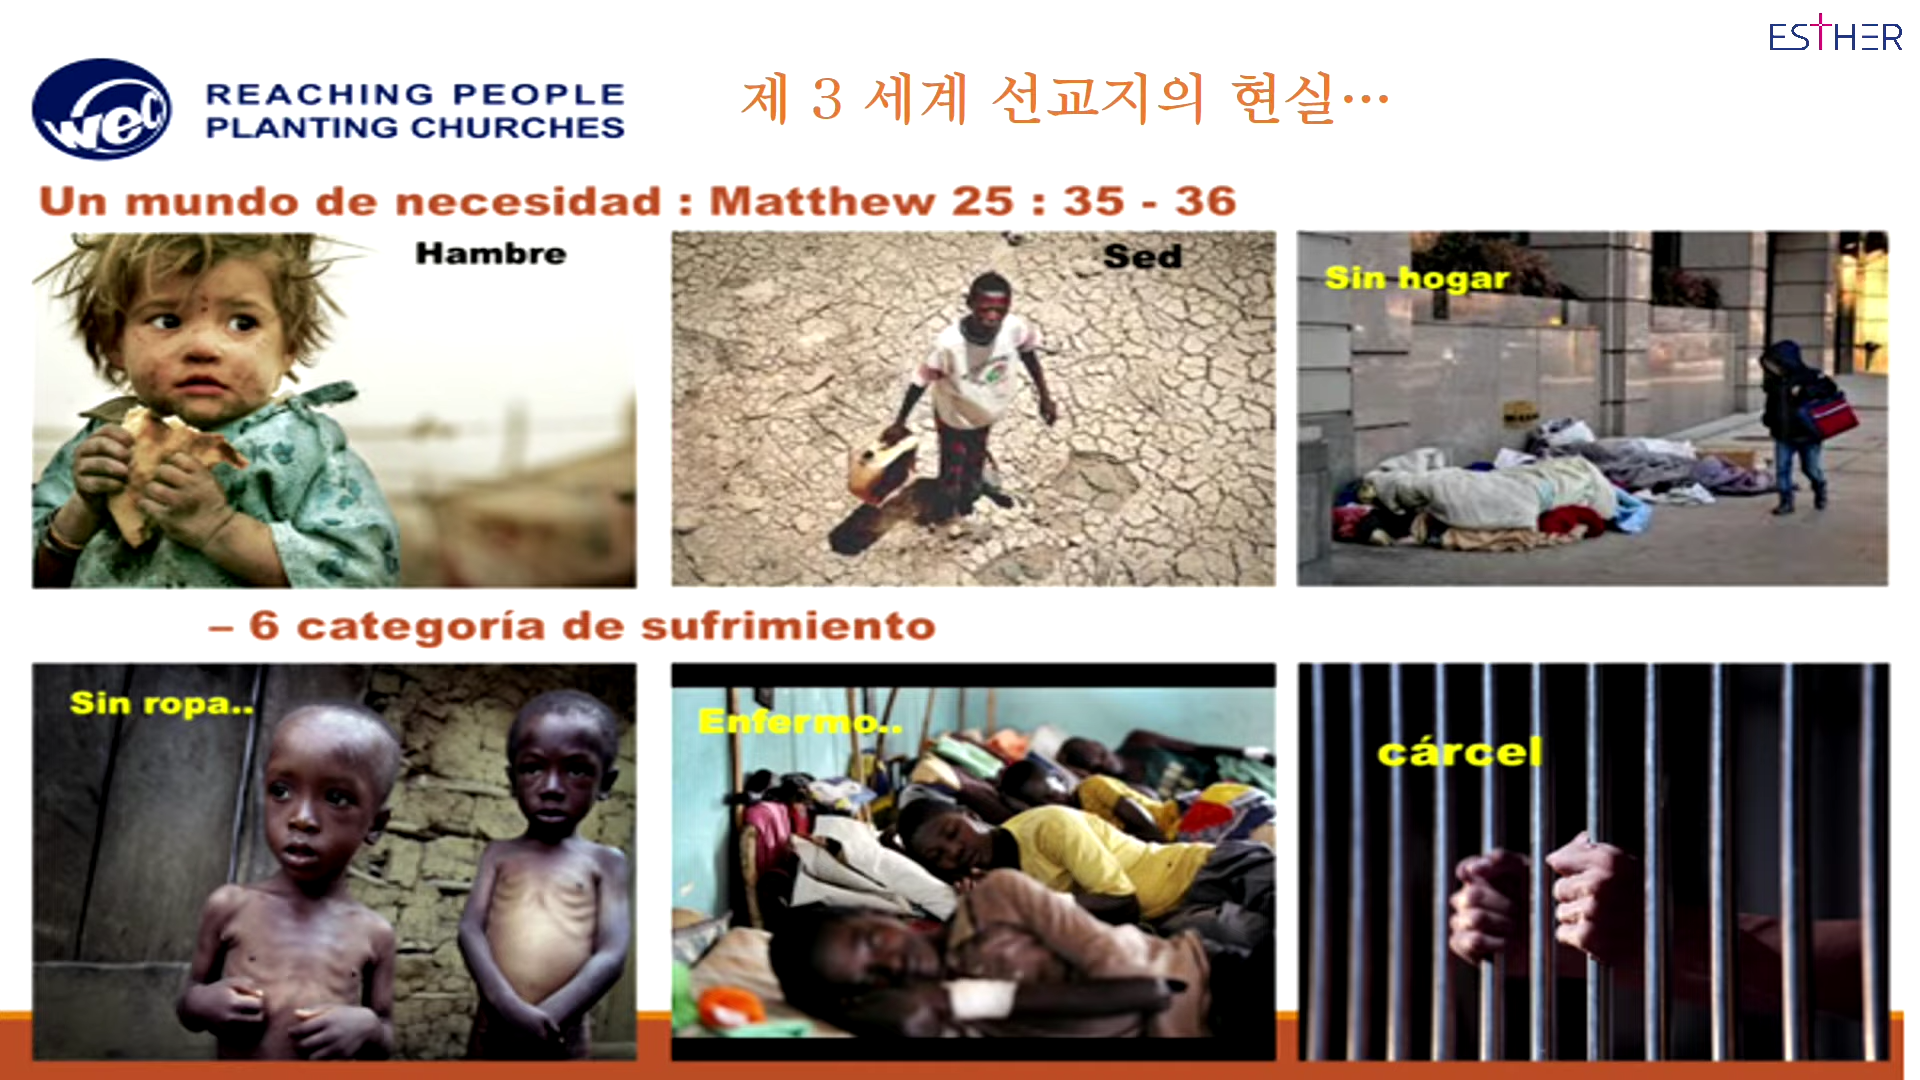 ESTHER
wec
REACHING PEOPLE
PLANTING CHURCHES
제 3 세계 선교지의 현실...
Un mundo de necesidad : Matthew 25 : 35 - 36
Hambre
Sed
Sin hogar
– 6 categoría de sufrimiento
Sin ropa..
Enfermo..
cárcel